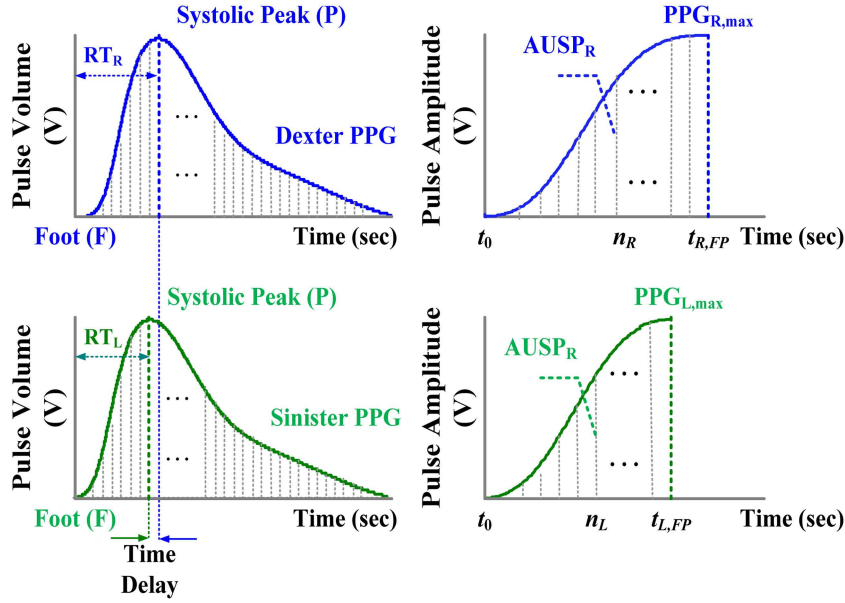 Systolic Peak (P)
RT_R
Pulse Volume
(V)
...
Dexter PPG
...
Foot (F)
Time (sec)
PPG_R,max
AUSP_R
Pulse Amplitude
(V)
...
...
t_0
n_R
t_R,FP
Time (sec)
Systolic Peak (P)
RT_L
Pulse Volume
(V)
...
Sinister PPG
...
Foot (F)
Time (sec)
Time
Delay
PPG_L,max
AUSP_R
Pulse Amplitude
(V)
...
...
t_0
n_L
t_L,FP
Time (sec)